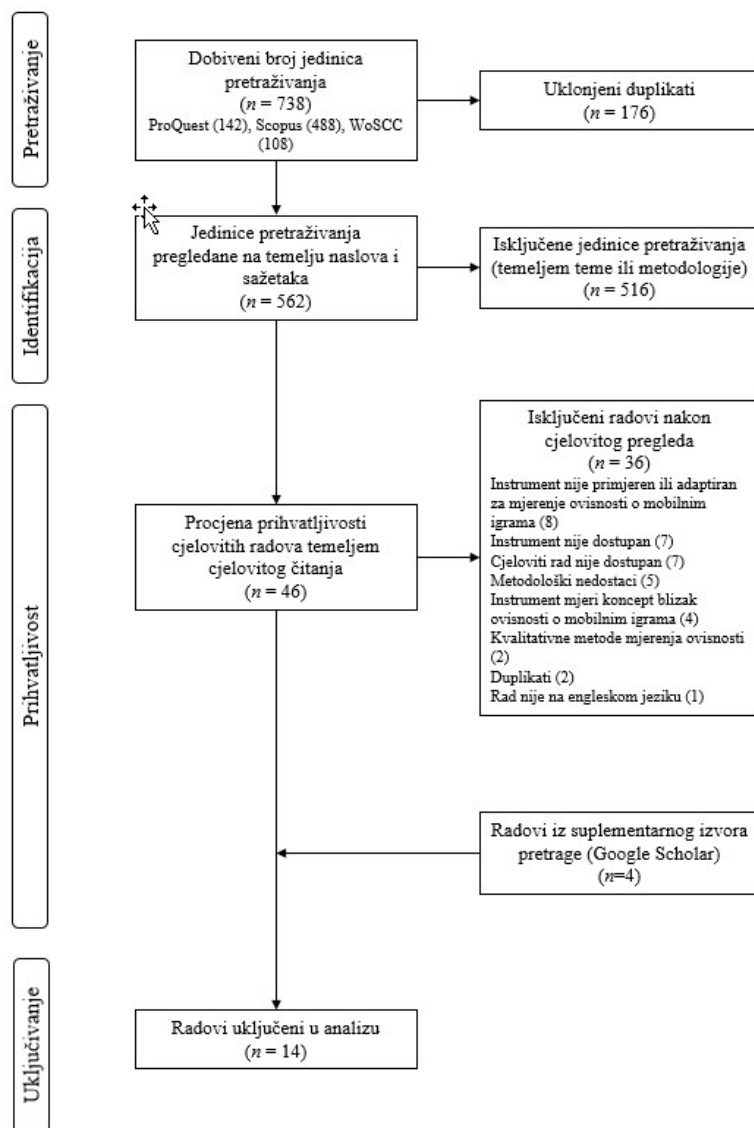 Pretraživanje
Dobiveni broj jedinica
pretraživanja
(n = 738)
ProQuest (142), Scopus (488), WoSCC
(108)
Uklonjeni duplikati
(n = 176)
Identifikacija
Jedinice pretraživanja
pregledane na temelju naslova i
sažetaka
(n = 562)
Isključene jedinice pretraživanja
(temeljem teme ili metodologije)
(n = 516)
Prihvatljivost
Procjena prihvatljivosti
cjelovitih radova temeljem
cjelovitog čitanja
(n = 46)
Isključeni radovi nakon
cjelovitog pregleda
(n = 36)
Instrument nije primjeren ili adaptiran
za mjerenje ovisnosti o mobilnim
igrama (8)
Instrument nije dostupan (7)
Cjeloviti rad nije dostupan (7)
Metodološki nedostaci (5)
Instrument mjeri koncept blizak
ovisnosti o mobilnim igrama (4)
Kvalitativne metode mjerenja ovisnosti
(2)
Duplikati (2)
Rad nije na engleskom jeziku (1)
Radovi iz suplementarnog izvora
pretrage (Google Scholar)
(n=4)
Uključivanje
Radovi uključeni u analizu
(n = 14)